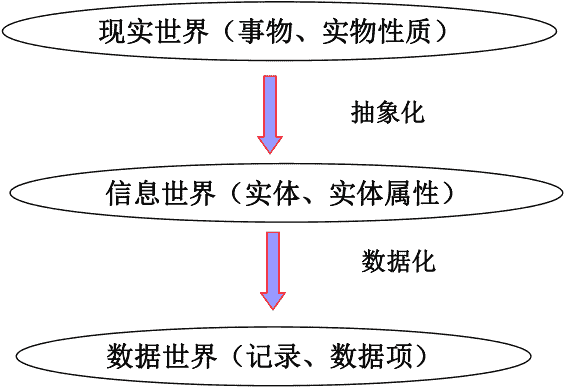 现实世界（事物、实物性质）
抽象化
信息世界（实体、实体属性）
数据化
数据世界（记录、数据项）